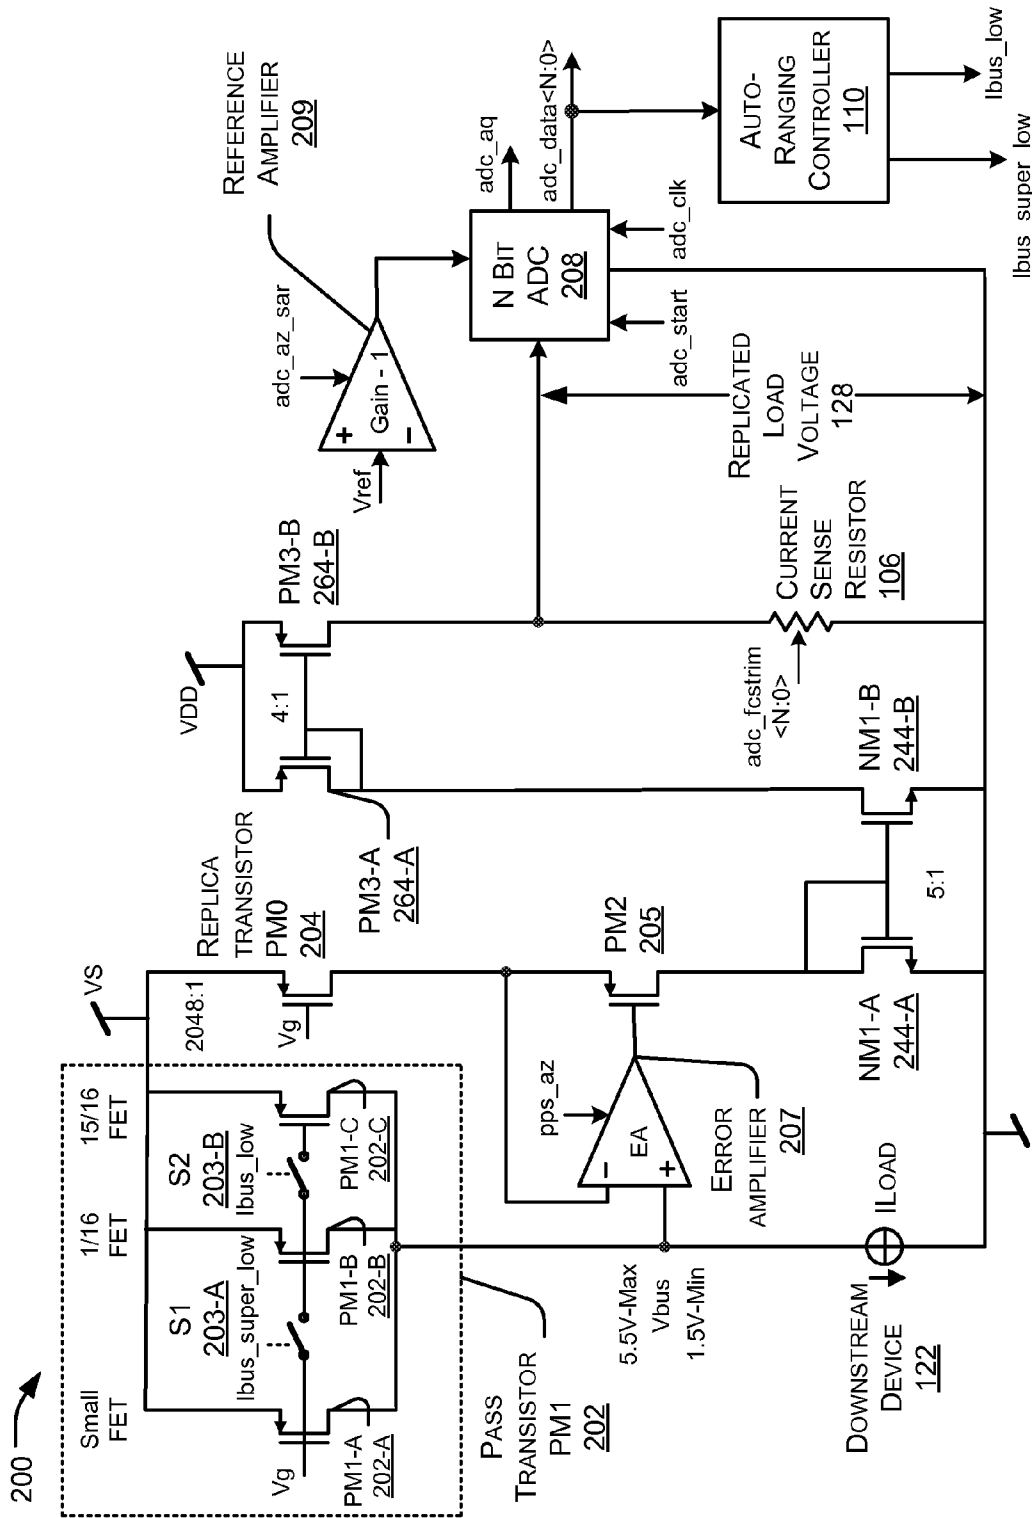 200
Small
FET
1/16
FET
15/16
FET
S1
203-A
Ibus_super_low
S2
203-B
Ibus_low
Vg
PM1-A
202-A
PM1-B
202-B
PM1-C
202-C
PASS
TRANSISTOR
PM1
202
VS
2048:1
REPLICA
TRANSISTOR
PM0
204
Vg
VDD
4:1
PM3-A
264-A
PM3-B
264-B
REFERENCE
AMPLIFIER
209
adc_az_sar
+
Gain - 1
-
Vref
N BIT
ADC
208
adc_aq
adc_data<N:0>
adc_start
adc_clk
AUTO-
RANGING
CONTROLLER
110
Ibus_low
Ibus_super_low
REPLICATED
LOAD
VOLTAGE
128
CURRENT
SENSE
RESISTOR
106
adc_fcstrim
<N:0>
PM2
205
pps_az
-
EA
+
ERROR
AMPLIFIER
207
5.5V-Max
Vbus
1.5V-Min
DOWNSTREAM
DEVICE
122
ILOAD
NM1-A
244-A
5:1
NM1-B
244-B